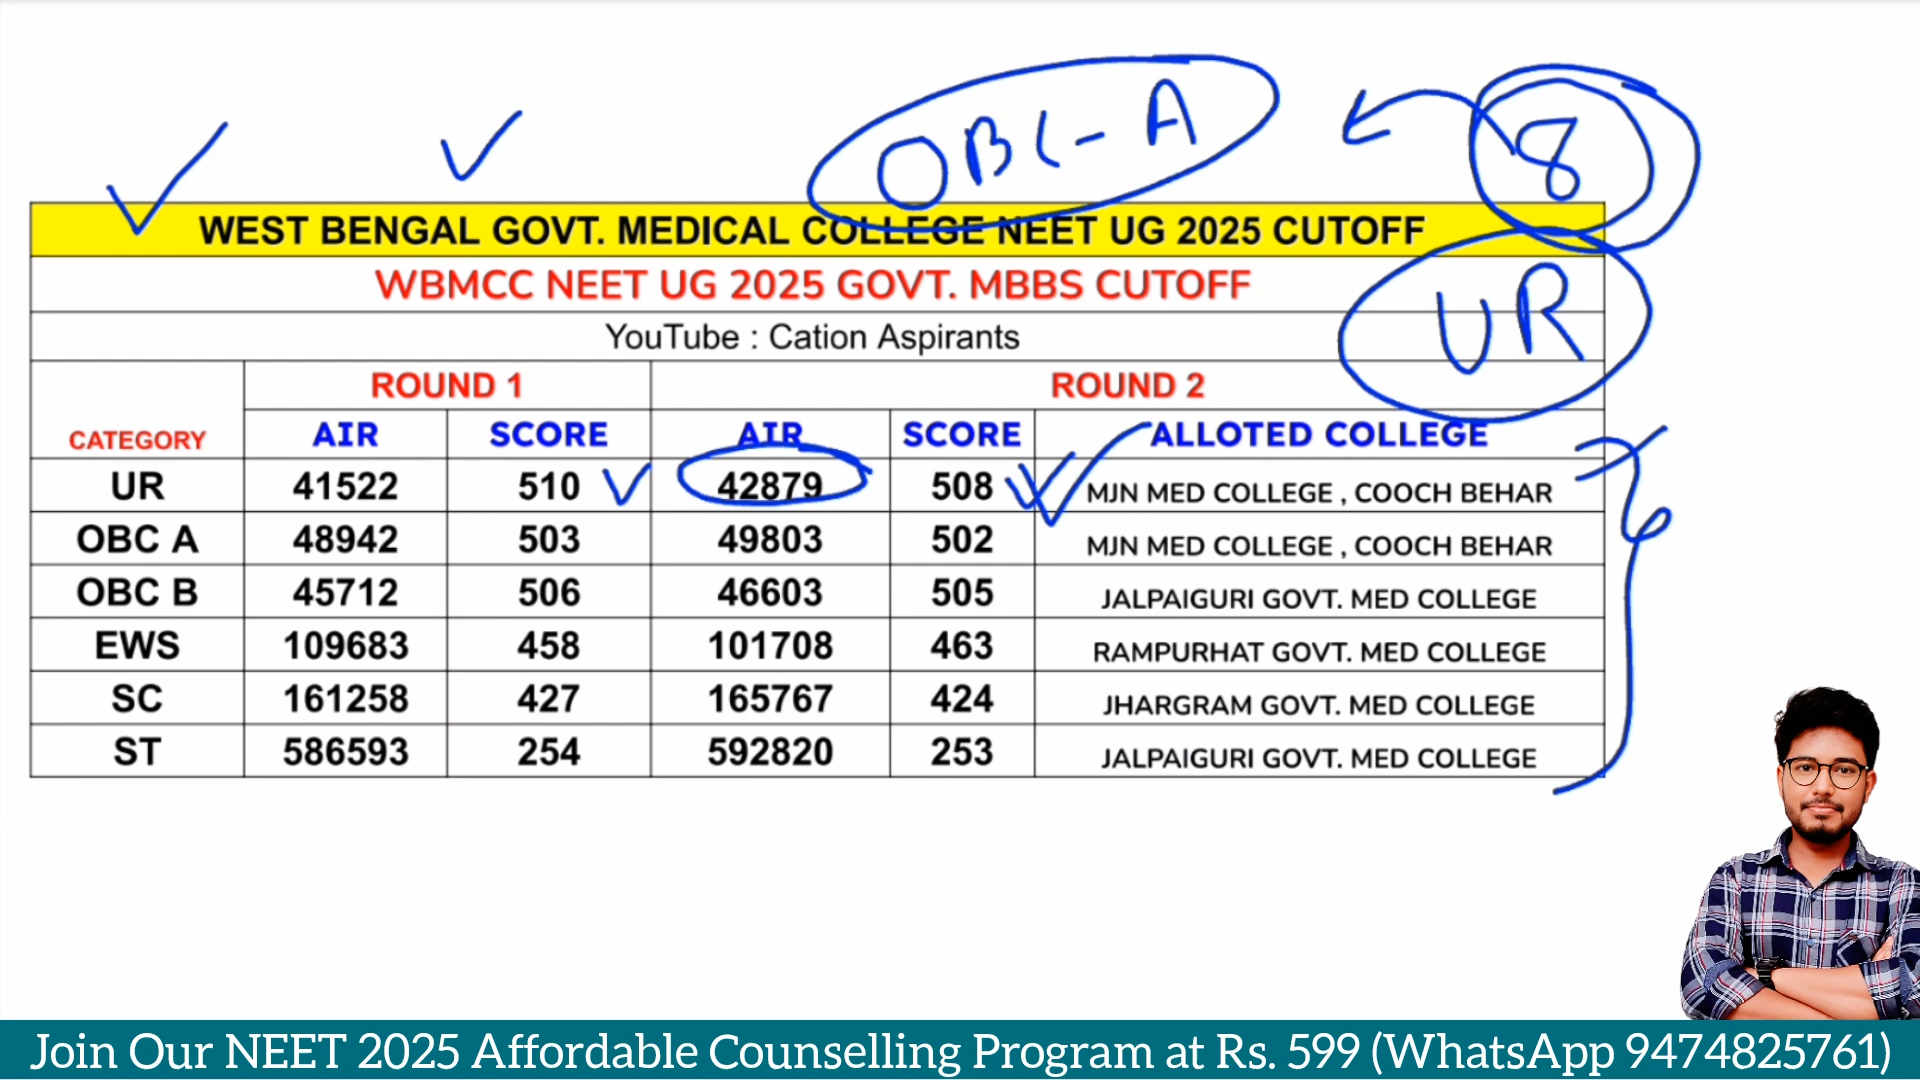 OBC-A 8
WEST BENGAL GOVT. MEDICAL COLLEGE NEET UG 2025 CUTOFF
WBMCC NEET UG 2025 GOVT. MBBS CUTOFF
UR
YouTube : Cation Aspirants
CATEGORY ROUND 1 ROUND 2
AIR SCORE AIR SCORE ALLOTED COLLEGE
UR 41522 510 42879 508 MJN MED COLLEGE , COOCH BEHAR
OBC A 48942 503 49803 502 MJN MED COLLEGE , COOCH BEHAR
OBC B 45712 506 46603 505 JALPAIGURI GOVT. MED COLLEGE
EWS 109683 458 101708 463 RAMPURHAT GOVT. MED COLLEGE
SC 161258 427 165767 424 JHARGRAM GOVT. MED COLLEGE
ST 586593 254 592820 253 JALPAIGURI GOVT. MED COLLEGE
Join Our NEET 2025 Affordable Counselling Program at Rs. 599 (WhatsApp 9474825761)